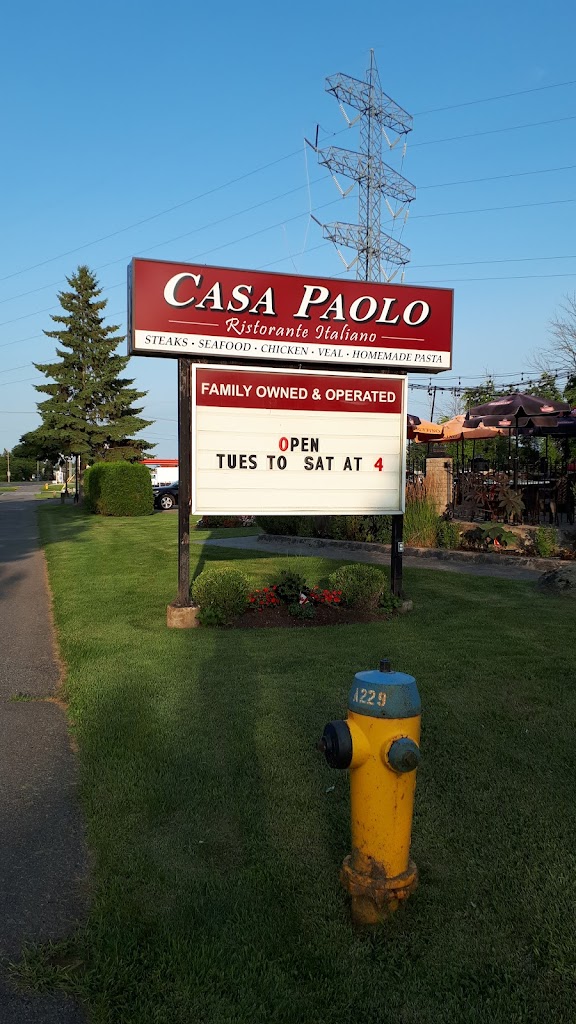 CASA PAOLO
Ristorante Italiano
STEAKS · SEAFOOD · CHICKEN · VEAL · HOMEMADE PASTA
FAMILY OWNED & OPERATED
OPEN
TUES TO SAT AT 4
A229